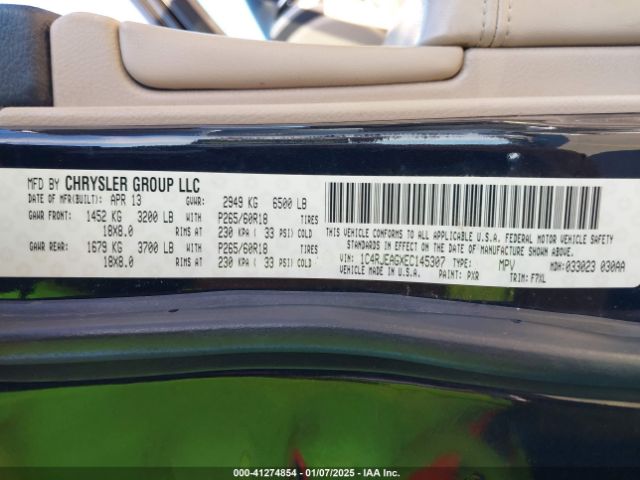 MFD BY CHRYSLER GROUP LLC
DATE OF MFR(BUILT): APR 13 GVWR: 2949 KG 6500 LB
GAWR FRONT: 1452 KG 3200 LB WITH P265/60R18 TIRES
18X8.0 RIMS AT 230 KPA ( 33 PSI) COLD
GAWR REAR: 1679 KG 3700 LB WITH P265/60R18 TIRES
18X8.0 RIMS AT 230 KPA ( 33 PSI) COLD
THIS VEHICLE CONFORMS TO ALL APPLICABLE U.S.A. FEDERAL MOTOR VEHICLE SAFETY
STANDARDS IN EFFECT ON THE DATE OF MANUFACTURE SHOWN ABOVE.
VIN: 1C4RJEAGXEC145307 TYPE: MPV MDH: 033023 030AA
VEHICLE MADE IN U.S.A. PAINT: PXR TRIM: F7XL
000-41274854 01/07/2025 IAA Inc.